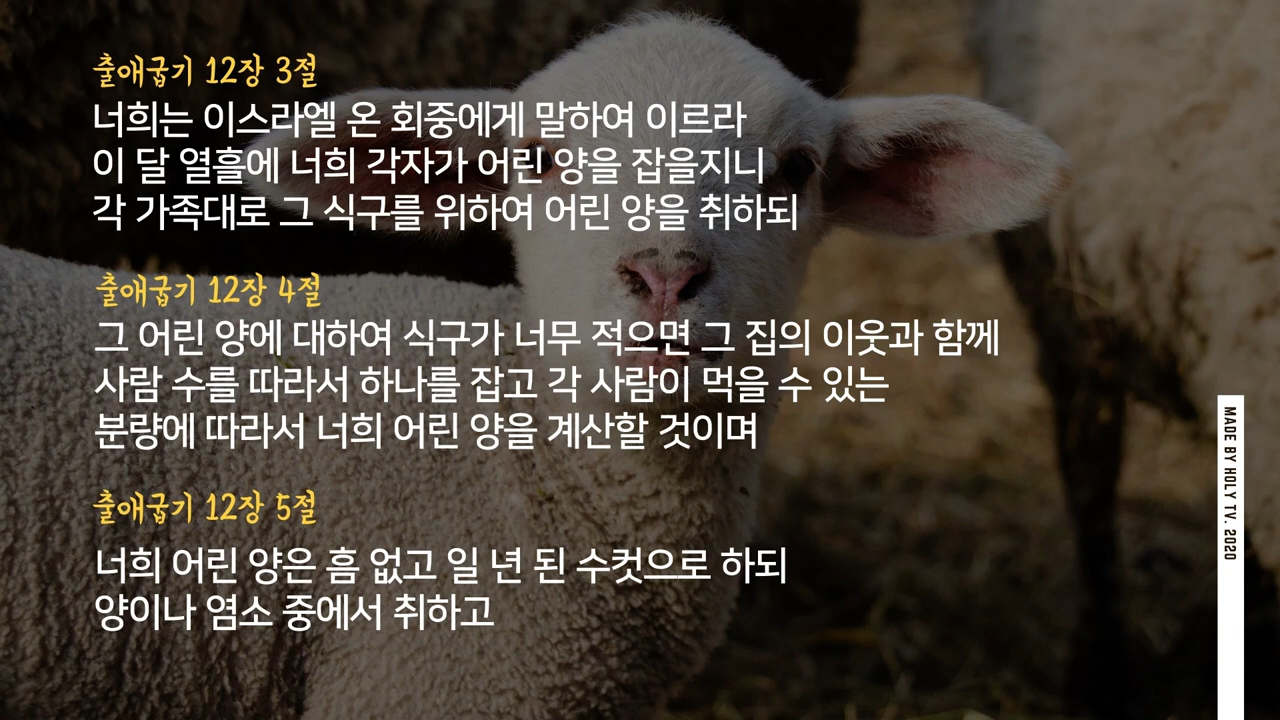 출애굽기 12장 3절
너희는 이스라엘 온 회중에게 말하여 이르라
이 달 열흘에 너희 각자가 어린 양을 잡을지니
각 가족대로 그 식구를 위하여 어린 양을 취하되
출애굽기 12장 4절
그 어린 양에 대하여 식구가 너무 적으면 그 집의 이웃과 함께
사람 수를 따라서 하나를 잡고 각 사람이 먹을 수 있는
분량에 따라서 너희 어린 양을 계산할 것이며
출애굽기 12장 5절
너희 어린 양은 흠 없고 일 년 된 수컷으로 하되
양이나 염소 중에서 취하고
MADE BY HOLY TV. 2020